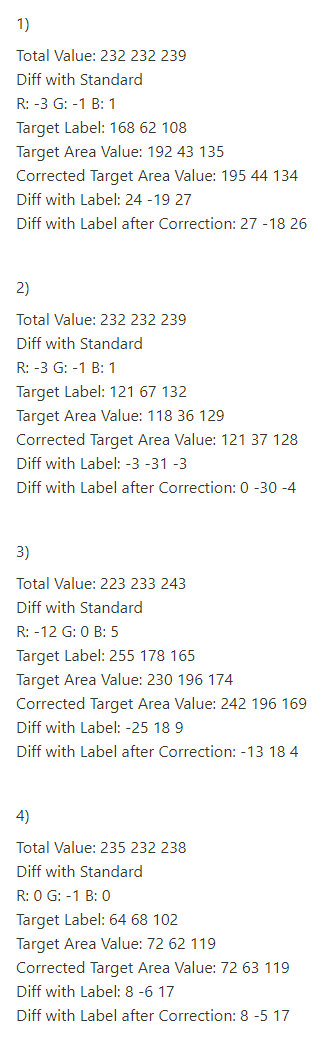 1)
Total Value: 232 232 239
Diff with Standard
R: -3 G: -1 B: 1
Target Label: 168 62 108
Target Area Value: 192 43 135
Corrected Target Area Value: 195 44 134
Diff with Label: 24 -19 27
Diff with Label after Correction: 27 -18 26
2)
Total Value: 232 232 239
Diff with Standard
R: -3 G: -1 B: 1
Target Label: 121 67 132
Target Area Value: 118 36 129
Corrected Target Area Value: 121 37 128
Diff with Label: -3 -31 -3
Diff with Label after Correction: 0 -30 -4
3)
Total Value: 223 233 243
Diff with Standard
R: -12 G: 0 B: 5
Target Label: 255 178 165
Target Area Value: 230 196 174
Corrected Target Area Value: 242 196 169
Diff with Label: -25 18 9
Diff with Label after Correction: -13 18 4
4)
Total Value: 235 232 238
Diff with Standard
R: 0 G: -1 B: 0
Target Label: 64 68 102
Target Area Value: 72 62 119
Corrected Target Area Value: 72 63 119
Diff with Label: 8 -6 17
Diff with Label after Correction: 8 -5 17